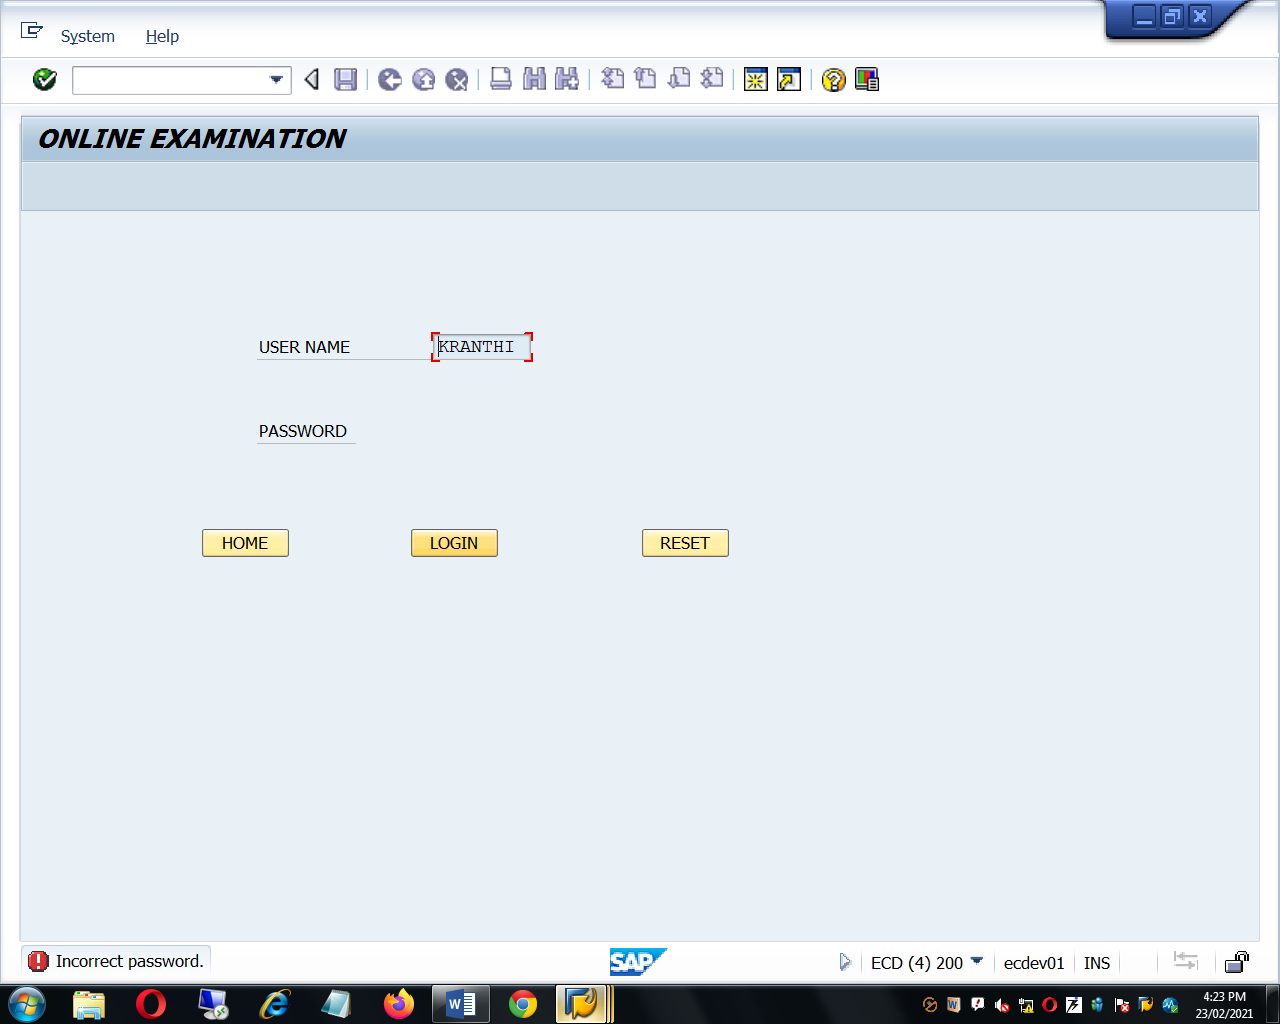 System Help
ONLINE EXAMINATION
USER NAME KRANTHI
PASSWORD
HOME LOGIN RESET
Incorrect password.
SAP
ECD (4) 200 ecdev01 INS
4:23 PM
23/02/2021